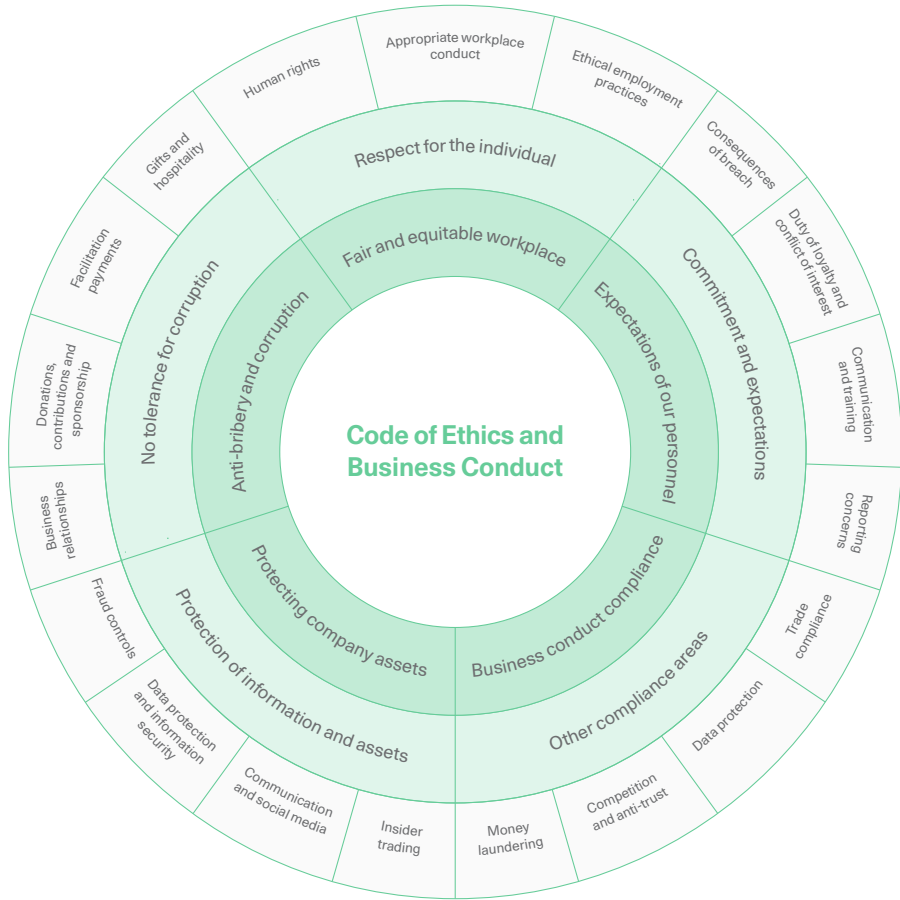 Code of Ethics and
Business Conduct
Fair and equitable workplace
Expectations of our personnel
Business conduct compliance
Protecting company assets
Anti-bribery and corruption
Respect for the individual
Commitment and expectations
Other compliance areas
Protection of information and assets
No tolerance for corruption
Human rights
Appropriate workplace
conduct
Ethical employment
practices
Consequences
of breach
Duty of loyalty and
conflict of interest
Communication
and training
Reporting
concerns
Trade
compliance
Data protection
Competition
and anti-trust
Money
laundering
Insider
trading
Communication
and social media
Data protection
and information
security
Fraud controls
Business
relationships
Donations,
contributions and
sponsorship
Facilitation
payments
Gifts and
hospitality